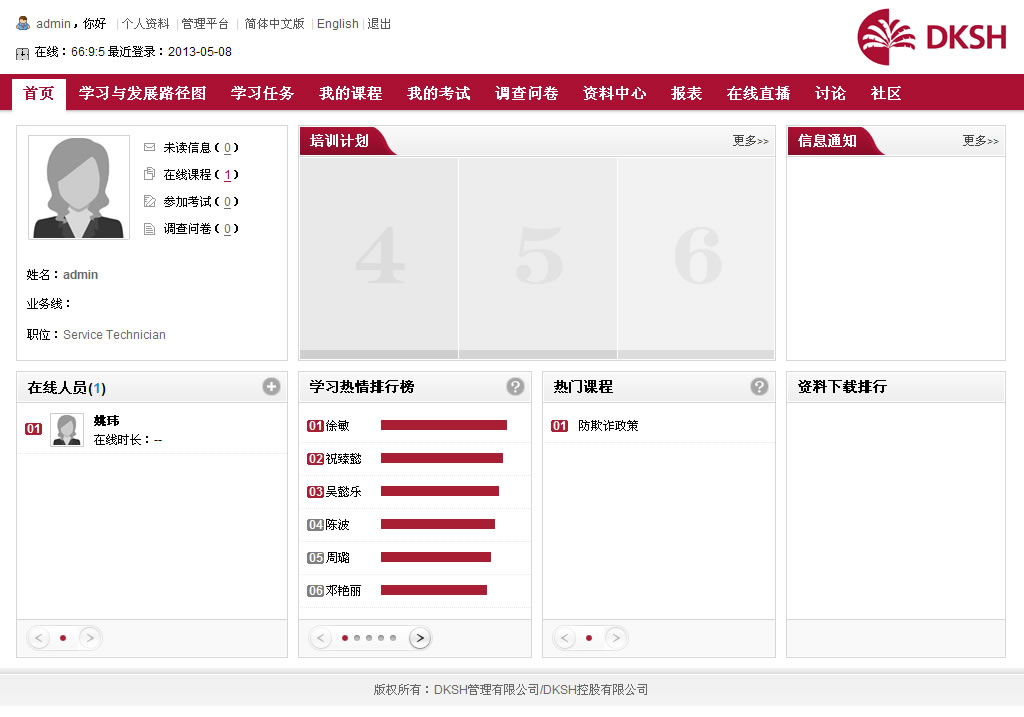 admin，你好 | 个人资料 | 管理平台 | 简体中文版 | English | 退出
在线：66:9:5 最近登录：2013-05-08
DKSH
首页 学习与发展路径图 学习任务 我的课程 我的考试 调查问卷 资料中心 报表 在线直播 讨论 社区
未读信息 ( 0 )
在线课程 ( 1 )
参加考试 ( 0 )
调查问卷 ( 0 )
姓名：admin
业务线：
职位：Service Technician
培训计划 更多>>
4 5 6
信息通知 更多>>
在线人员(1)
01 姚玮
在线时长：--
学习热情排行榜 ?
01 徐敏
02 祝臻懿
03 吴懿乐
04 陈波
05 周璐
06 邓艳丽
热门课程 ?
01 防欺诈政策
资料下载排行
版权所有：DKSH管理有限公司/DKSH控股有限公司